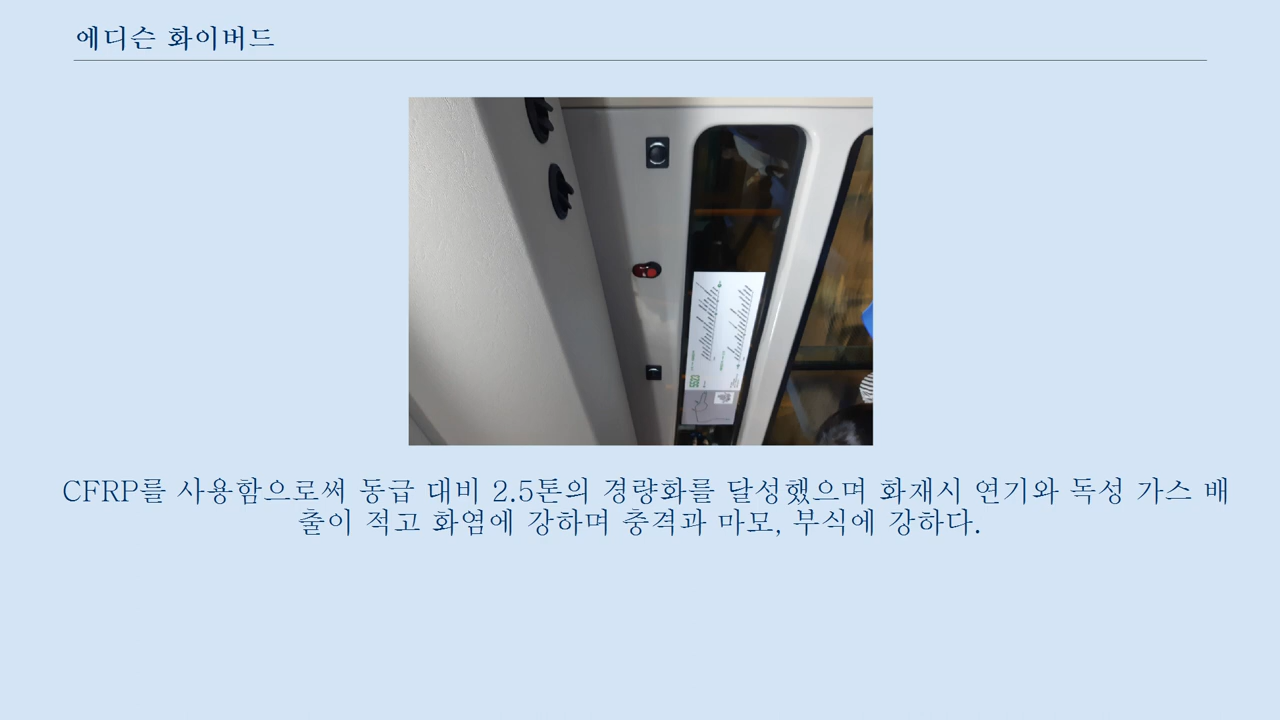 에디슨 화이버드
5523
CFRP를 사용함으로써 동급 대비 2.5톤의 경량화를 달성했으며 화재시 연기와 독성 가스 배
출이 적고 화염에 강하며 충격과 마모, 부식에 강하다.